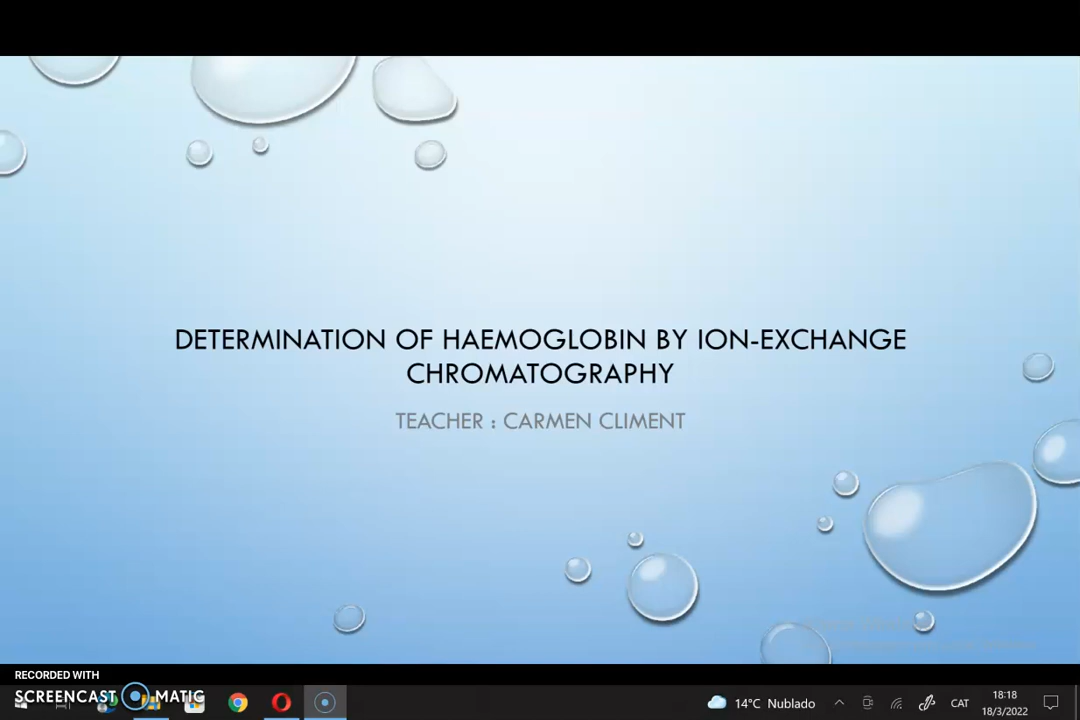 DETERMINATION OF HAEMOGLOBIN BY ION-EXCHANGE
CHROMATOGRAPHY
TEACHER : CARMEN CLIMENT
RECORDED WITH
SCREENCAST MATIC
14°C Nublado
CAT
18:18
18/3/2022